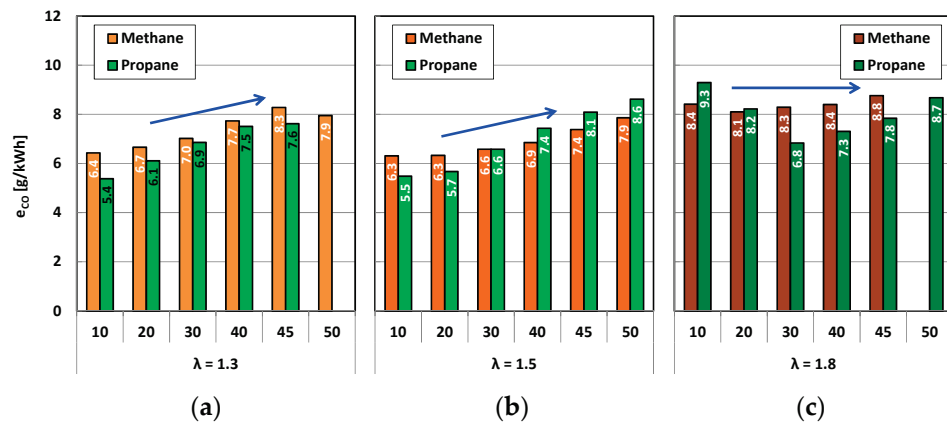 12
10
8
6
4
2
0
e_CO [g/kWh]
Methane
Propane
6.4 5.4 6.7 6.1 7.0 6.9 7.7 7.5 8.3 7.6 7.9
10 20 30 40 45 50
λ = 1.3
(a)
Methane
Propane
6.3 5.5 6.3 5.7 6.6 6.6 6.9 7.4 7.4 8.1 7.9 8.6
10 20 30 40 45 50
λ = 1.5
(b)
Methane
Propane
8.4 9.3 8.1 8.2 8.3 6.8 8.4 7.3 8.8 7.8 8.7
10 20 30 40 45 50
λ = 1.8
(c)